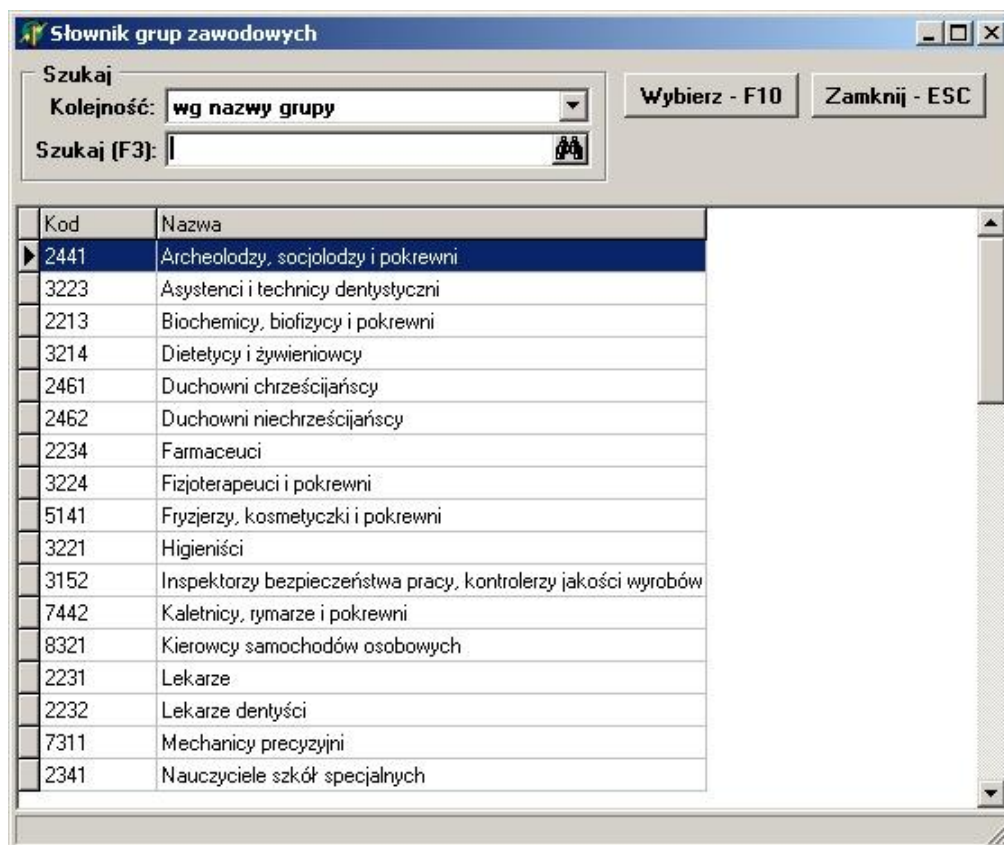 Słownik grup zawodowych
Szukaj
Kolejność: wg nazwy grupy
Wybierz - F10 Zamknij - ESC
Szukaj (F3):
Kod Nazwa
2441 Archeolodzy, socjolodzy i pokrewni
3223 Asystenci i technicy dentystyczni
2213 Biochemicy, biofizycy i pokrewni
3214 Dietetycy i żywieniowcy
2461 Duchowni chrześcijańscy
2462 Duchowni niechrześcijańscy
2234 Farmaceuci
3224 Fizjoterapeuci i pokrewni
5141 Fryzjerzy, kosmetyczki i pokrewni
3221 Higieniści
3152 Inspektorzy bezpieczeństwa pracy, kontrolerzy jakości wyrobów
7442 Kaletnicy, rymarze i pokrewni
8321 Kierowcy samochodów osobowych
2231 Lekarze
2232 Lekarze dentyści
7311 Mechanicy precyzyjni
2341 Nauczyciele szkół specjalnych